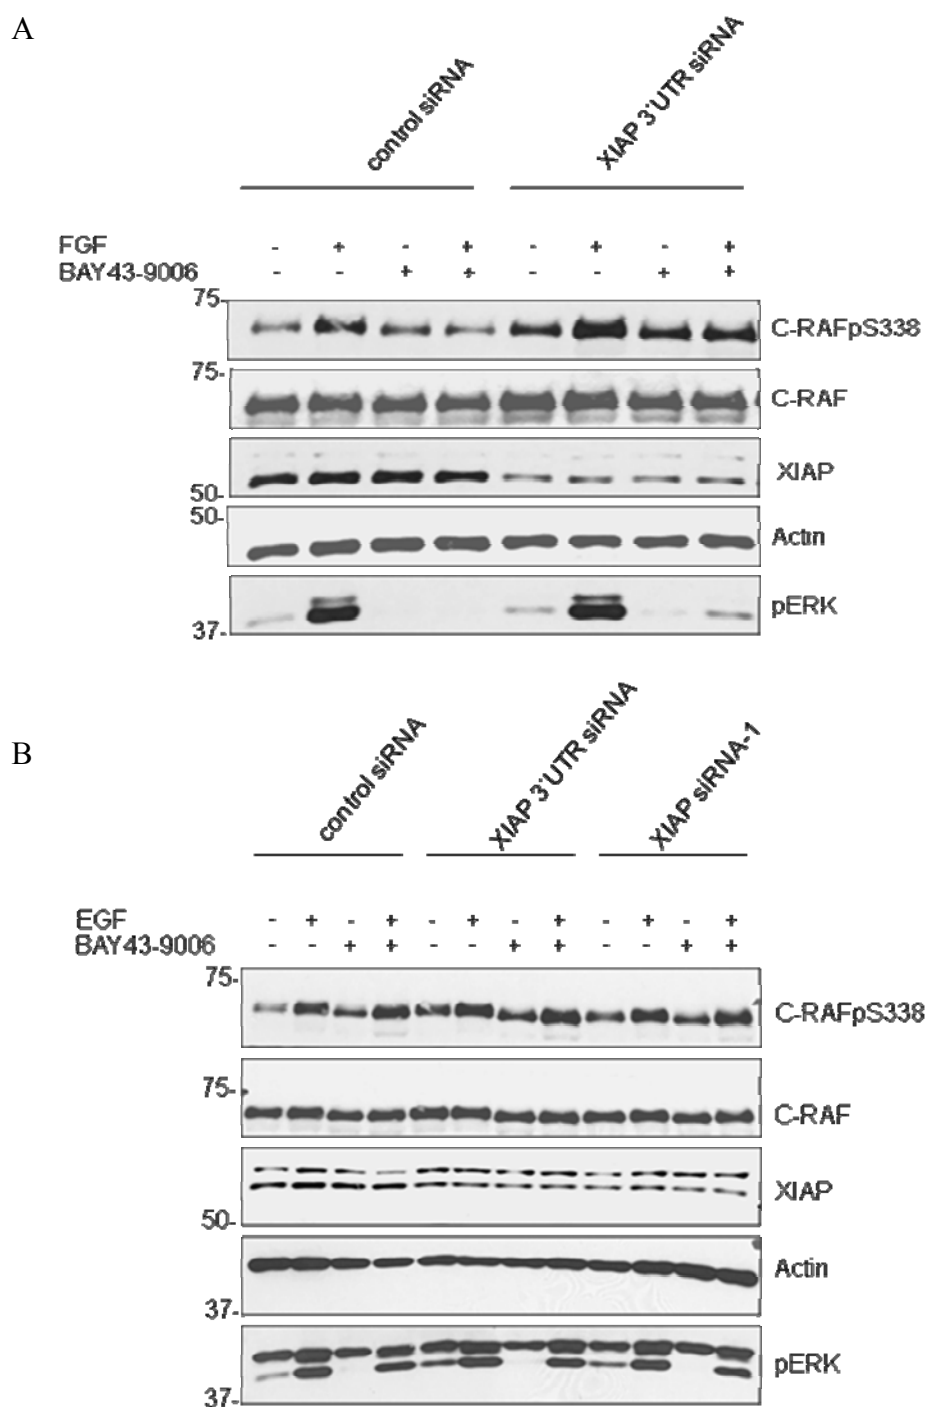 A
control siRNA
XIAP 3'UTR siRNA
FGF - + - + - + - +
BAY43-9006 - - + + - - + +
75-
C-RAFpS338
75-
C-RAF
XIAP
50-
50-
Actin
pERK
37-
B
control siRNA
XIAP 3'UTR siRNA
XIAP siRNA-1
EGF - + - + - + - + - + - +
BAY43-9006 - - + + - - + + - - + +
75-
C-RAFpS338
75-
C-RAF
XIAP
50-
Actin
37-
pERK
37-